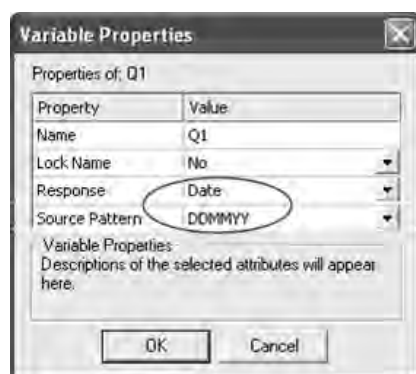 Variable Properties
Properties of: Q1
Property Value
Name Q1
Lock Name No
Response Date
Source Pattern DDMMYY
Variable Properties
Descriptions of the selected attributes will appear
here.
OK Cancel